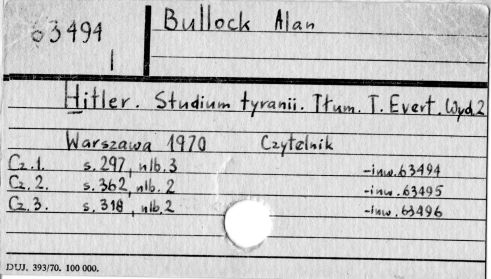 63494
I
Bullock Alan
Hitler. Studium tyranii. Tłum. T. Evert. Wyd. 2
Warszawa 1970 Czytelnik
Cz. 1. s. 297, nlb. 3 -inw. 63494
Cz. 2. s. 362, nlb. 2 -inw. 63495
Cz. 3. s. 318, nlb. 2 -inw. 63496
DUJ. 393/70. 100 000.